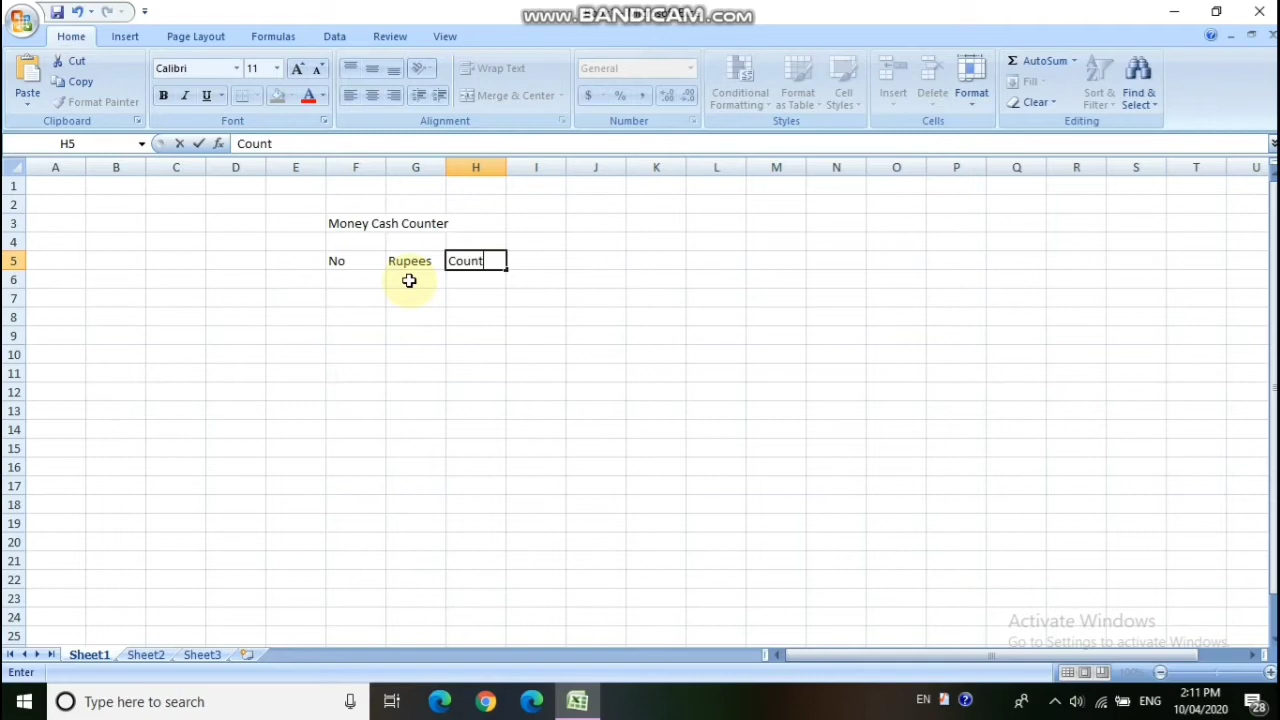 www.BANDICAM.com
Home Insert Page Layout Formulas Data Review View
Paste
Cut
Copy
Format Painter
Clipboard
Calibri 11 A A
B I U A
Font
Wrap Text
Merge & Center
Alignment
General
$ % ,
Number
Conditional Formatting
Format as Table
Cell Styles
Styles
Insert Delete Format
Cells
Σ AutoSum
Fill
Clear
Sort & Filter
Find & Select
Editing
H5 fx Count
A B C D E F G H I J K L M N O P Q R S T U
1
2
3 Money Cash Counter
4
5 No Rupees Count
6
7
8
9
10
11
12
13
14
15
16
17
18
19
20
21
22
23
24
25
Activate Windows
Go to Settings to activate Windows.
Sheet1 Sheet2 Sheet3
Enter 100%
Type here to search
EN ENG
2:11 PM
10/04/2020
28